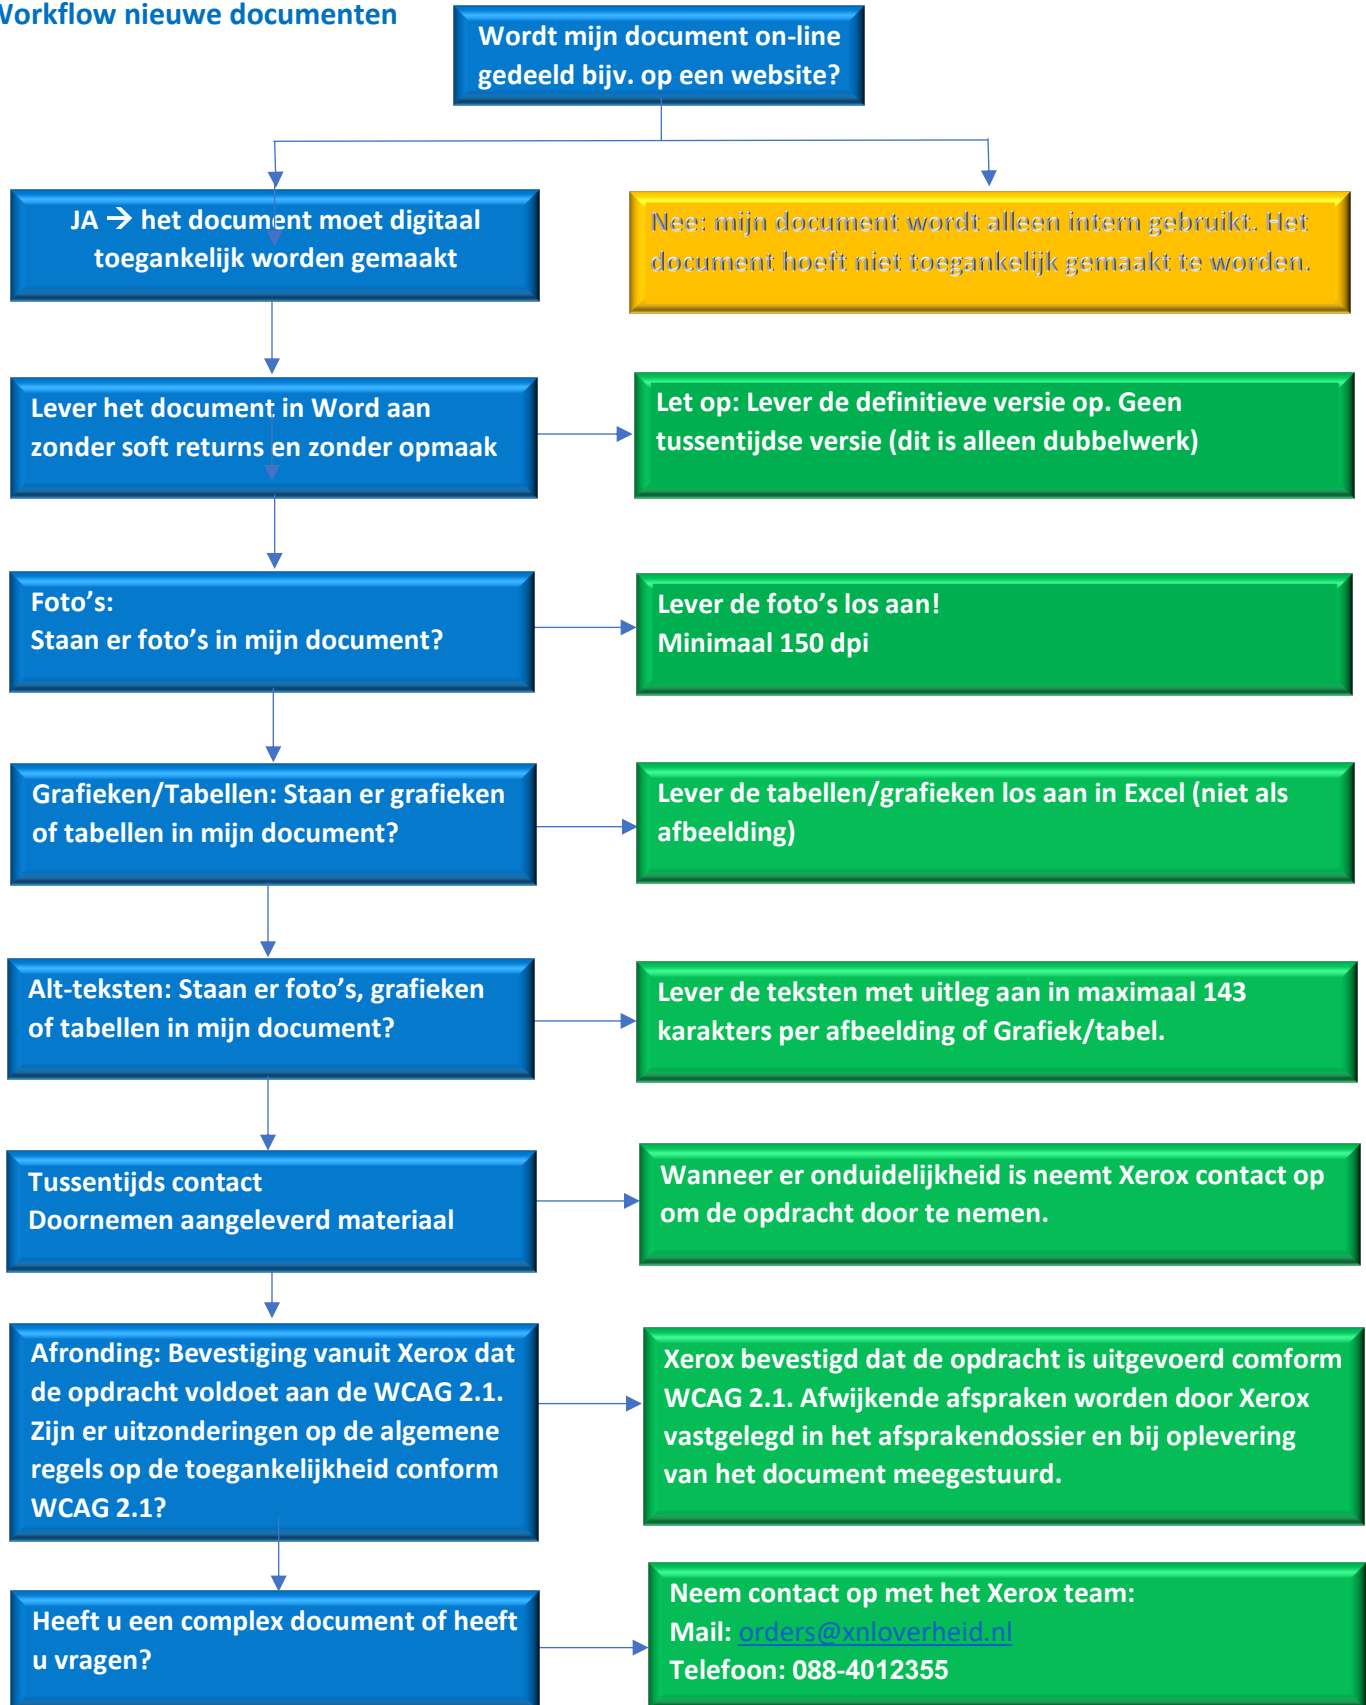 Workflow nieuwe documenten
Wordt mijn document on-line
gedeeld bijv. op een website?
JA → het document moet digitaal
toegankelijk worden gemaakt
Nee: mijn document wordt alleen intern gebruikt. Het
document hoeft niet toegankelijk gemaakt te worden.
Lever het document in Word aan
zonder soft returns en zonder opmaak
Let op: Lever de definitieve versie op. Geen
tussentijdse versie (dit is alleen dubbelwerk)
Foto’s:
Staan er foto’s in mijn document?
Lever de foto’s los aan!
Minimaal 150 dpi
Grafieken/Tabellen: Staan er grafieken
of tabellen in mijn document?
Lever de tabellen/grafieken los aan in Excel (niet als
afbeelding)
Alt-teksten: Staan er foto’s, grafieken
of tabellen in mijn document?
Lever de teksten met uitleg aan in maximaal 143
karakters per afbeelding of Grafiek/tabel.
Tussentijds contact
Doornemen aangeleverd materiaal
Wanneer er onduidelijkheid is neemt Xerox contact op
om de opdracht door te nemen.
Afronding: Bevestiging vanuit Xerox dat
de opdracht voldoet aan de WCAG 2.1.
Zijn er uitzonderingen op de algemene
regels op de toegankelijkheid conform
WCAG 2.1?
Xerox bevestigd dat de opdracht is uitgevoerd comform
WCAG 2.1. Afwijkende afspraken worden door Xerox
vastgelegd in het afsprakendossier en bij oplevering
van het document meegestuurd.
Heeft u een complex document of heeft
u vragen?
Neem contact op met het Xerox team:
Mail: orders@xnloverheid.nl
Telefoon: 088-4012355